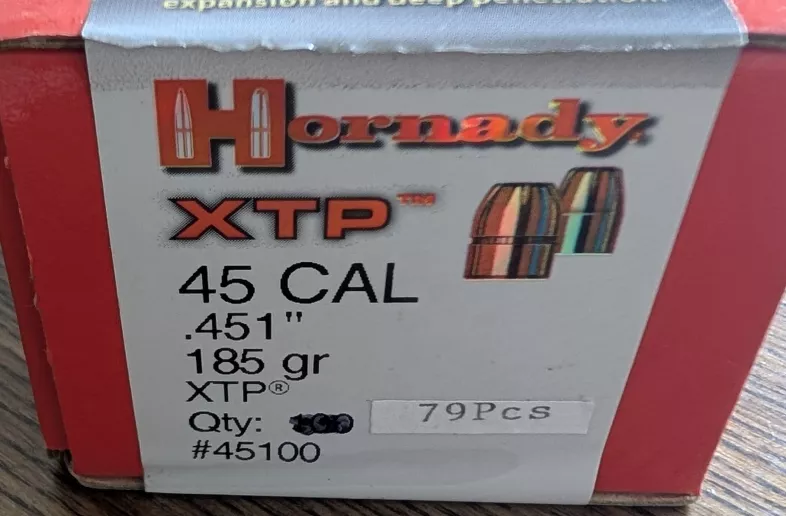 expansion and deep penetration.
Hornady
XTP™
45 CAL
.451"
185 gr
XTP®
Qty: 79Pcs
#45100